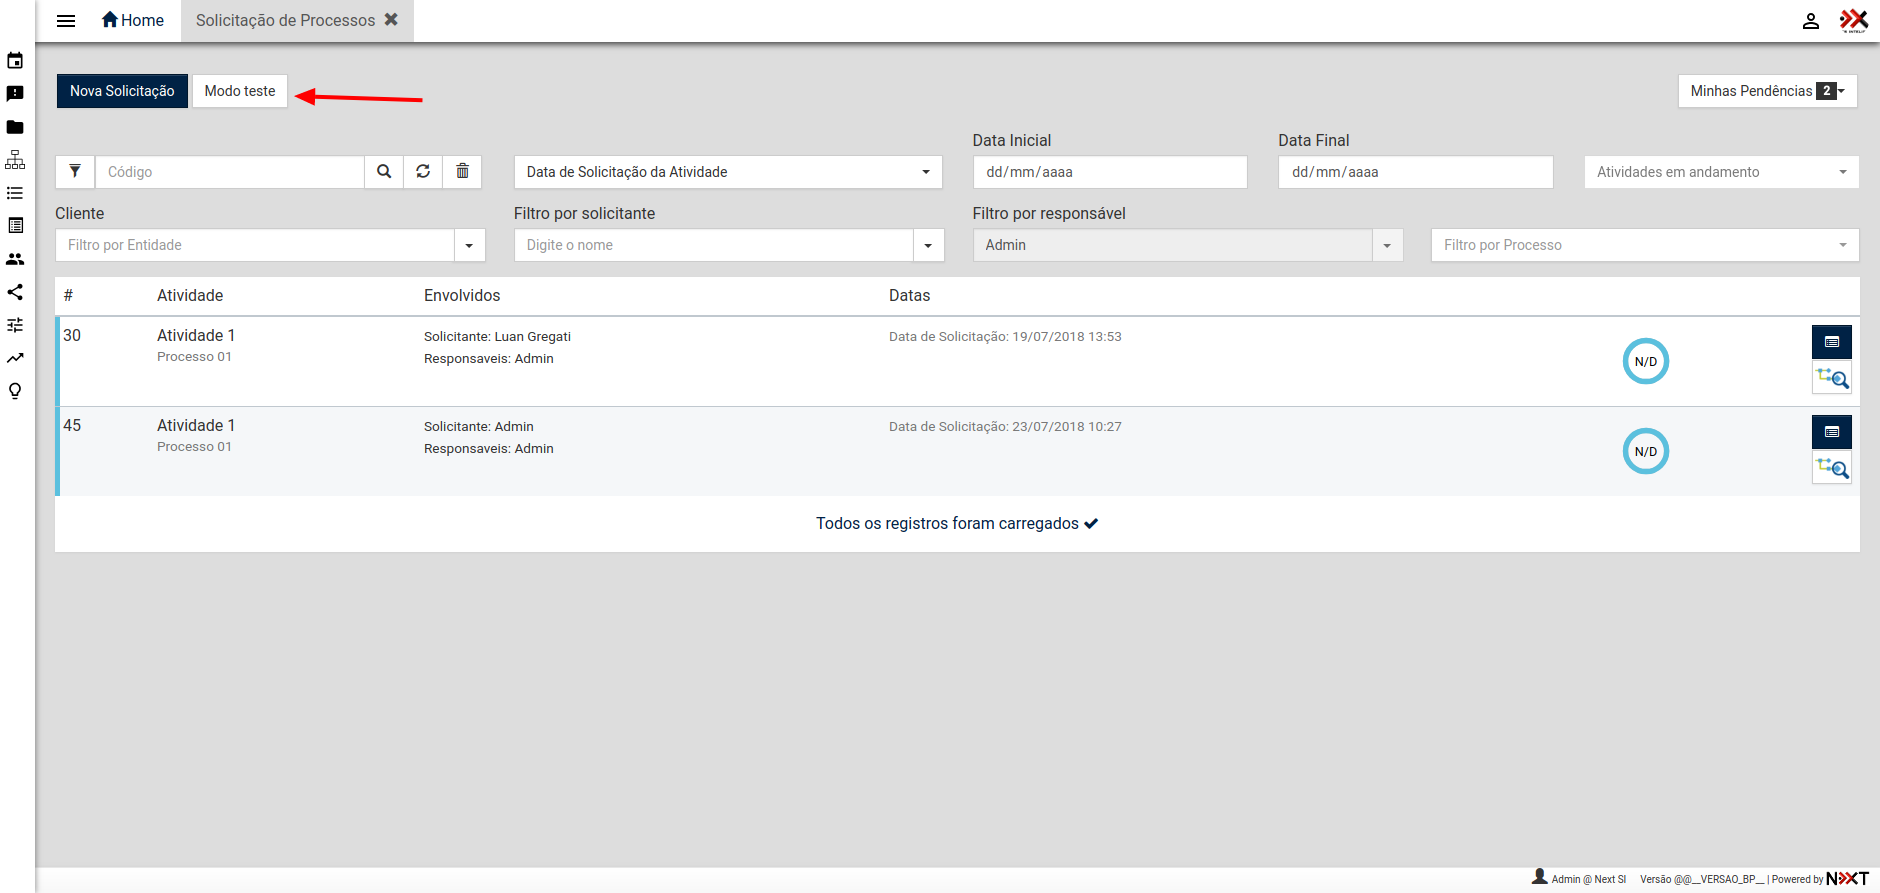 Home
Solicitação de Processos
Nova Solicitação
Modo teste
Minhas Pendências 2
Data Inicial
Data Final
Código
Data de Solicitação da Atividade
dd/mm/aaaa
dd/mm/aaaa
Atividades em andamento
Cliente
Filtro por solicitante
Filtro por responsável
Filtro por Entidade
Digite o nome
Admin
Filtro por Processo
# Atividade Envolvidos Datas
30 Atividade 1
Processo 01
Solicitante: Luan Gregati
Responsaveis: Admin
Data de Solicitação: 19/07/2018 13:53
N/D
45 Atividade 1
Processo 01
Solicitante: Admin
Responsaveis: Admin
Data de Solicitação: 23/07/2018 10:27
N/D
Todos os registros foram carregados
Admin @ Next SI Versão @@__VERSAO_BP__ | Powered by NEXT